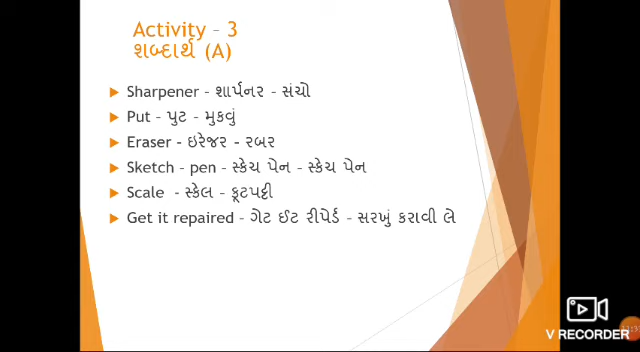 Activity – 3
શબ્દાર્થ (A)
Sharpener – શાર્પનર – સંચો
Put – પુટ – મુકવું
Eraser – ઇરેજર – રબર
Sketch – pen – સ્કેચ પેન – સ્કેચ પેન
Scale – સ્કેલ – ફૂટપટ્ટી
Get it repaired – ગેટ ઈટ રીપેર્ડ – સરખું કરાવી લે
V RECORDER